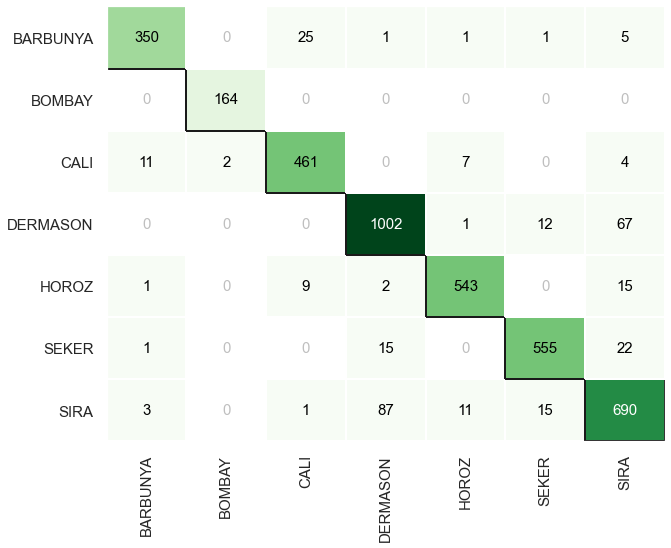 BARBUNYA 350 0 25 1 1 1 5
BOMBAY 0 164 0 0 0 0 0
CALI 11 2 461 0 7 0 4
DERMASON 0 0 0 1002 1 12 67
HOROZ 1 0 9 2 543 0 15
SEKER 1 0 0 15 0 555 22
SIRA 3 0 1 87 11 15 690
BARBUNYA BOMBAY CALI DERMASON HOROZ SEKER SIRA